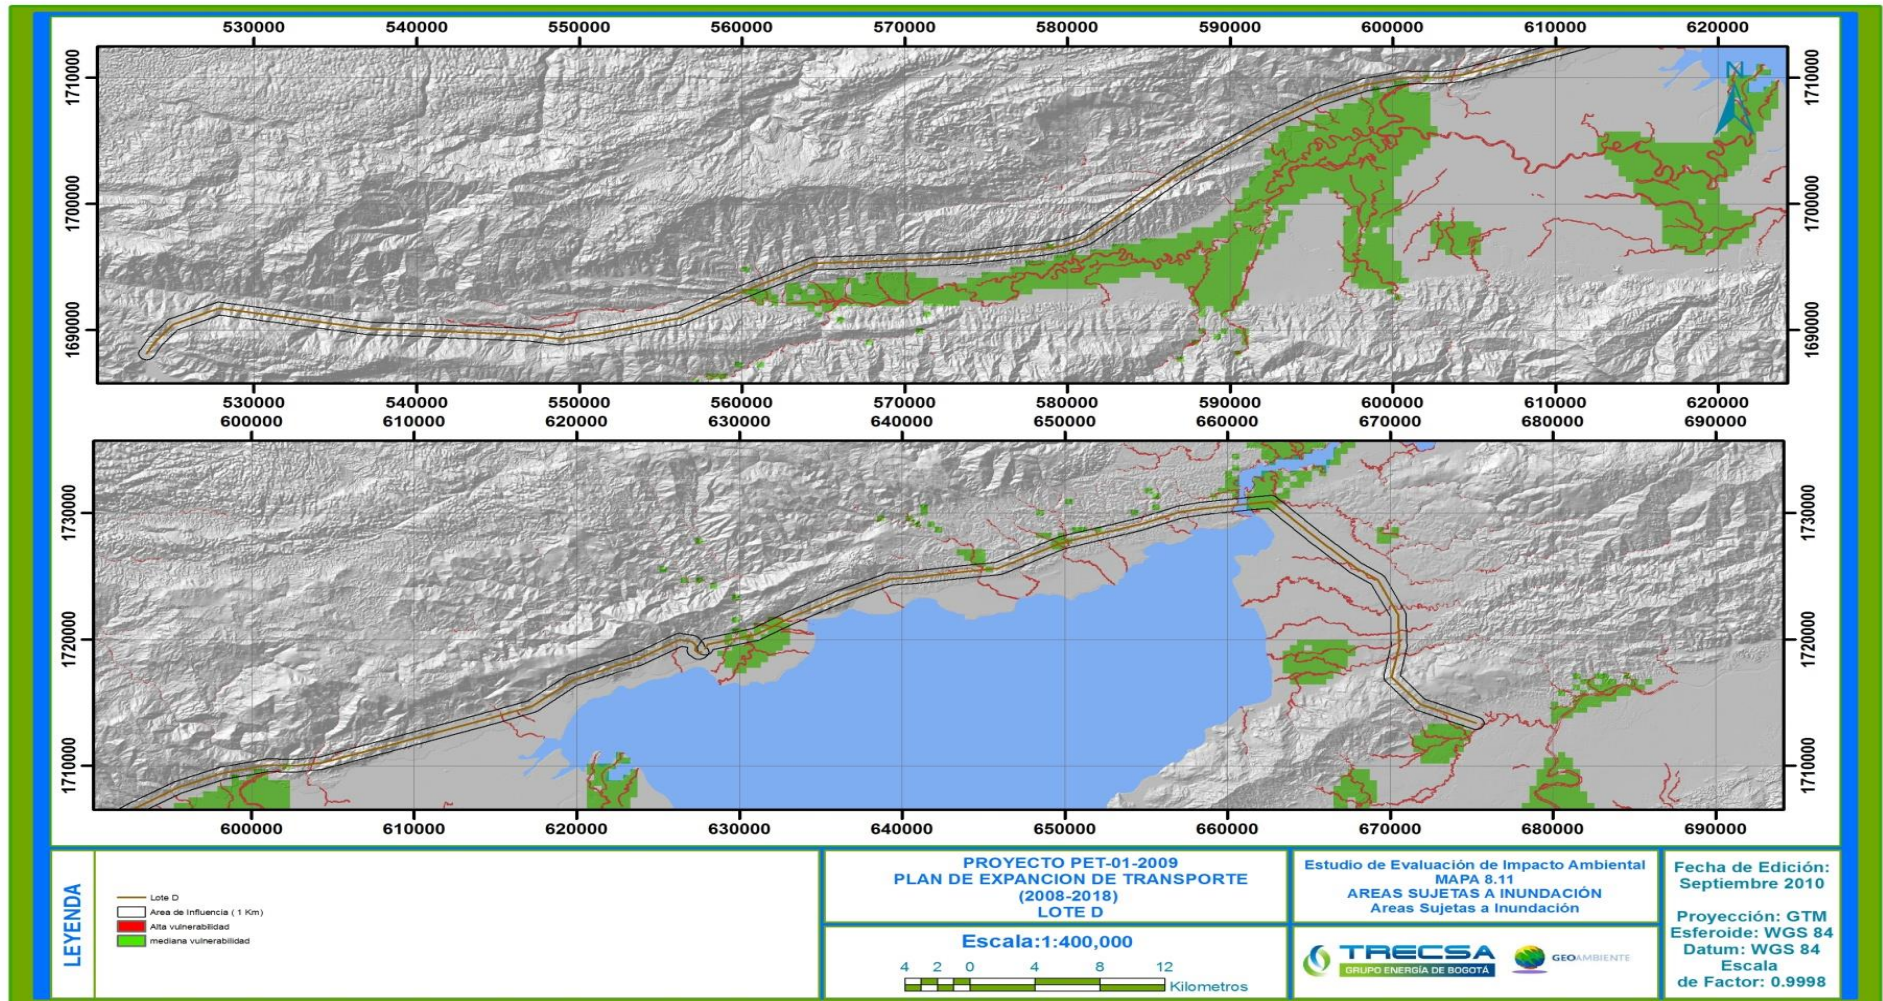 530000 540000 550000 560000 570000 580000 590000 600000 610000 620000
1710000 1710000
N
1700000 1700000
1690000 1690000
530000 540000 550000 560000 570000 580000 590000 600000 610000 620000
600000 610000 620000 630000 640000 650000 660000 670000 680000 690000
1730000 1730000
1720000 1720000
1710000 1710000
600000 610000 620000 630000 640000 650000 660000 670000 680000 690000
LEYENDA
Lote D
Area de Influencia ( 1 Km)
Alta vulnerabilidad
mediana vulnerabilidad
PROYECTO PET-01-2009
PLAN DE EXPANCION DE TRANSPORTE
(2008-2018)
LOTE D
Escala:1:400,000
4 2 0 4 8 12
Kilometros
Estudio de Evaluación de Impacto Ambiental
MAPA 8.11
AREAS SUJETAS A INUNDACIÓN
Areas Sujetas a Inundación
TRECSA
GRUPO ENERGÍA DE BOGOTÁ
GEOAMBIENTE
Fecha de Edición:
Septiembre 2010
Proyección: GTM
Esferoide: WGS 84
Datum: WGS 84
Escala
de Factor: 0.9998